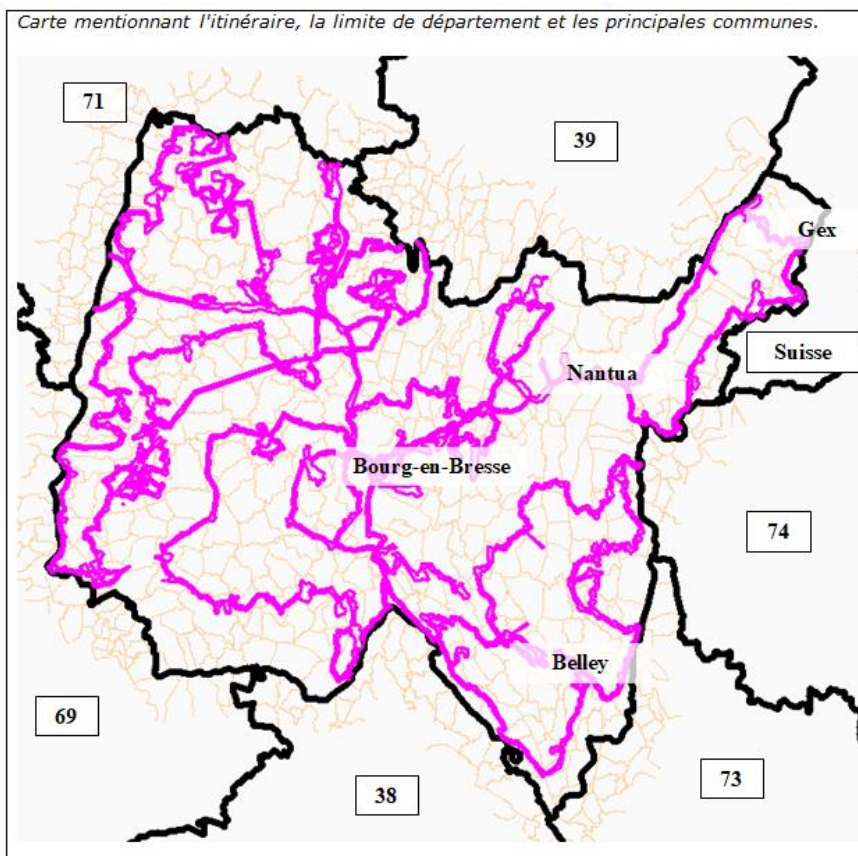 Carte mentionnant l'itinéraire, la limite de département et les principales communes.
71
39
Gex
Suisse
Nantua
Bourg-en-Bresse
74
Belley
69
73
38